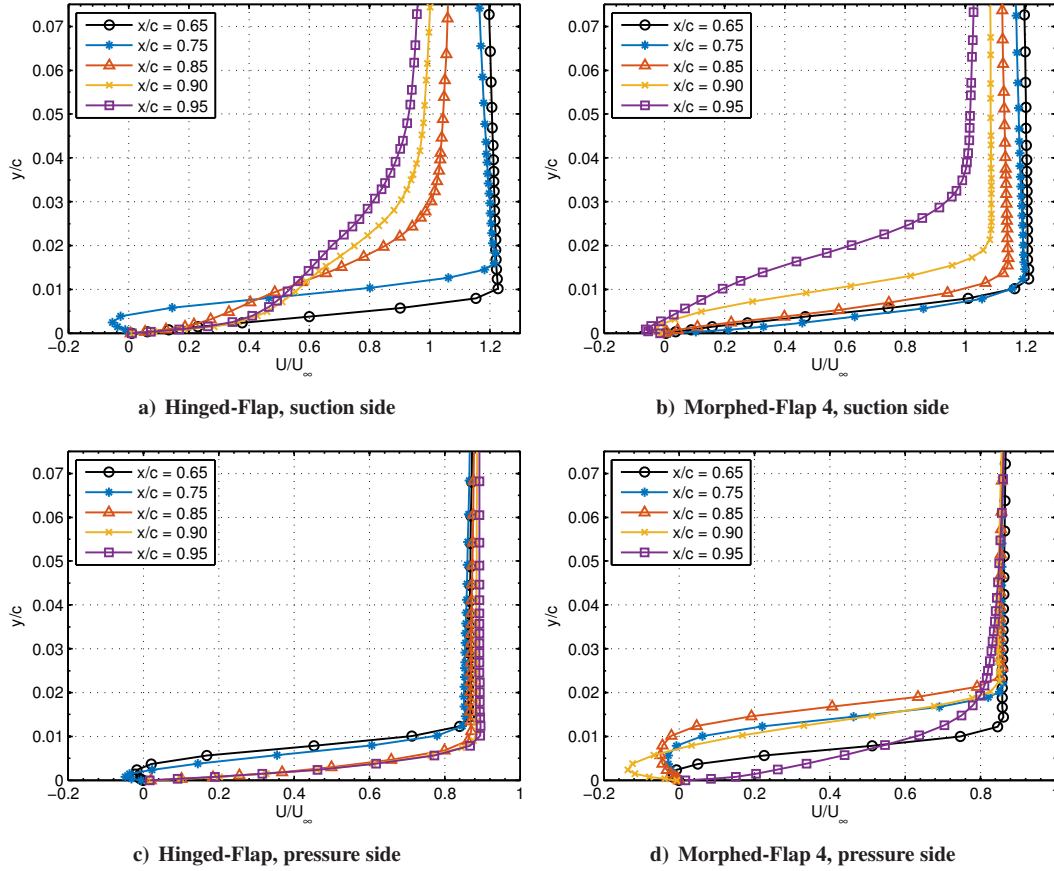 x/c = 0.65
x/c = 0.75
x/c = 0.85
x/c = 0.90
x/c = 0.95
0.07
0.06
0.05
0.04
0.03
0.02
0.01
0
y/c
−0.2 0 0.2 0.4 0.6 0.8 1 1.2
U/U∞
a) Hinged-Flap, suction side
x/c = 0.65
x/c = 0.75
x/c = 0.85
x/c = 0.90
x/c = 0.95
0.07
0.06
0.05
0.04
0.03
0.02
0.01
0
y/c
−0.2 0 0.2 0.4 0.6 0.8 1 1.2
U/U∞
b) Morphed-Flap 4, suction side
x/c = 0.65
x/c = 0.75
x/c = 0.85
x/c = 0.90
x/c = 0.95
0.07
0.06
0.05
0.04
0.03
0.02
0.01
0
y/c
−0.2 0 0.2 0.4 0.6 0.8 1
U/U∞
c) Hinged-Flap, pressure side
x/c = 0.65
x/c = 0.75
x/c = 0.85
x/c = 0.90
x/c = 0.95
0.07
0.06
0.05
0.04
0.03
0.02
0.01
0
y/c
−0.2 0 0.2 0.4 0.6 0.8 1
U/U∞
d) Morphed-Flap 4, pressure side